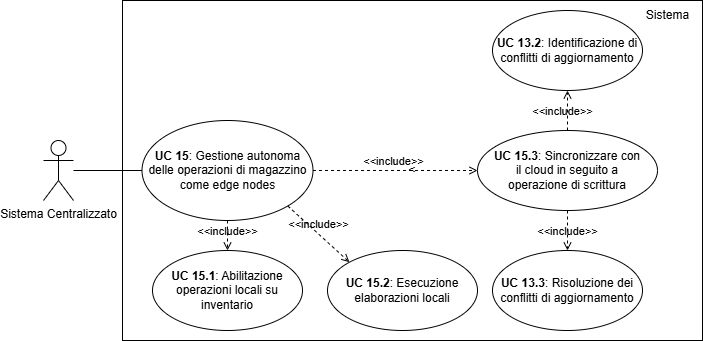 Sistema
UC 13.2: Identificazione di
conflitti di aggiornamento
<<include>>
UC 15: Gestione autonoma
delle operazioni di magazzino
come edge nodes
<<include>>
UC 15.3: Sincronizzare con
il cloud in seguito a
operazione di scrittura
Sistema Centralizzato
<<include>>
<<include>>
<<include>>
UC 15.1: Abilitazione
operazioni locali su
inventario
UC 15.2: Esecuzione
elaborazioni locali
UC 13.3: Risoluzione dei
conflitti di aggiornamento